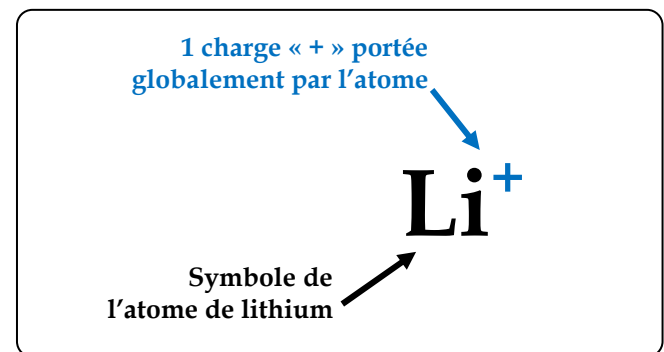 1 charge « + » portée
globalement par l’atome
Li⁺
Symbole de
l’atome de lithium